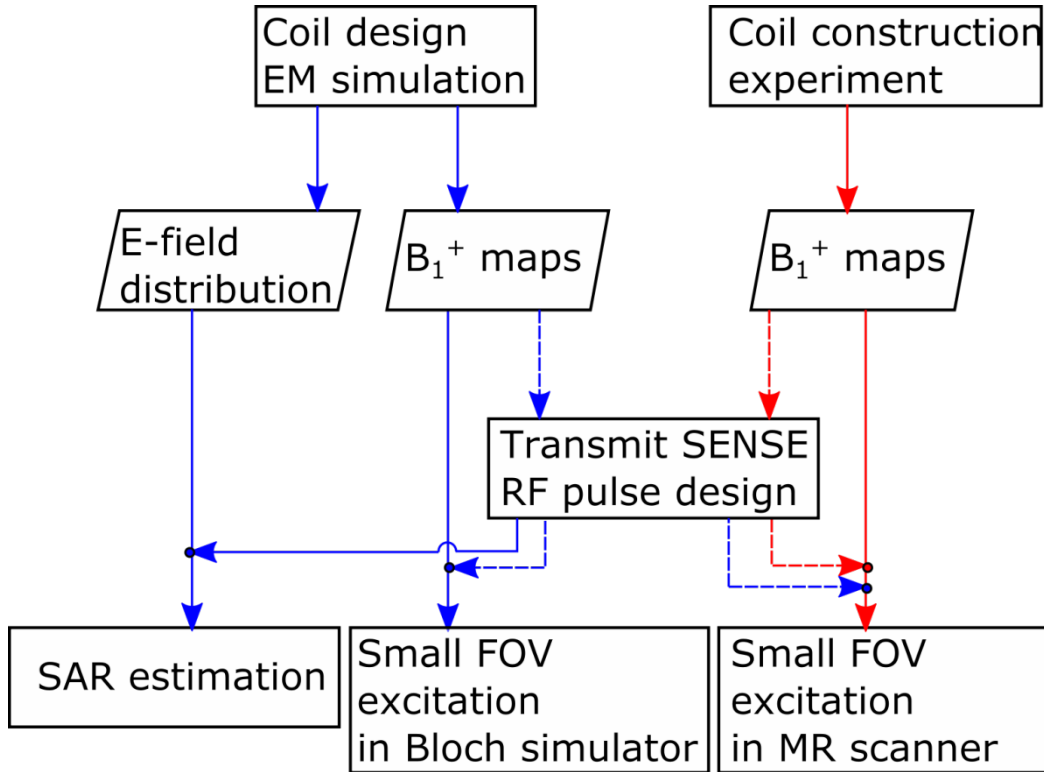 Coil design
EM simulation
Coil construction
experiment
E-field
distribution
B₁⁺ maps
B₁⁺ maps
Transmit SENSE
RF pulse design
SAR estimation
Small FOV
excitation
in Bloch simulator
Small FOV
excitation
in MR scanner